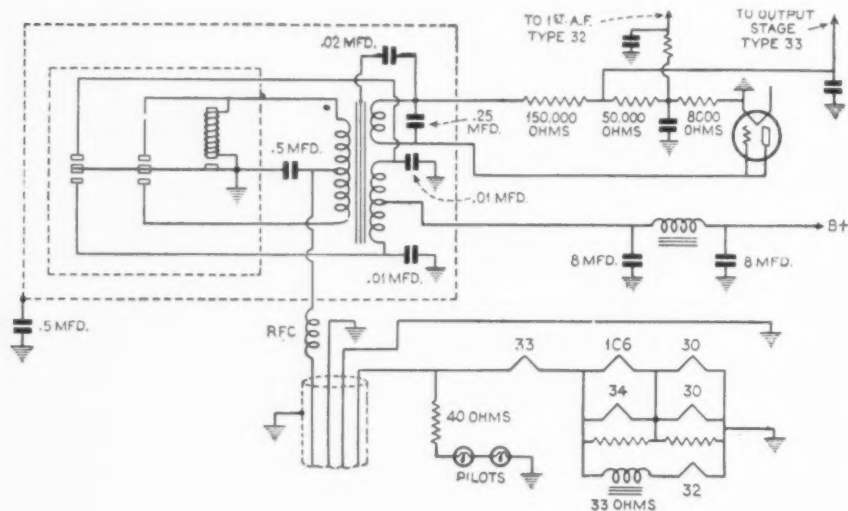 TO 1ST. A.F.
TYPE 32
TO OUTPUT
STAGE
TYPE 33
.02 MFD.
.25
MFD.
150,000
OHMS
50,000
OHMS
8000
OHMS
.5 MFD.
.01 MFD.
B+
8 MFD.
8 MFD.
.01 MFD.
.5 MFD.
RFC
33
1C6
30
34
30
40 OHMS
PILOTS
33 OHMS
32